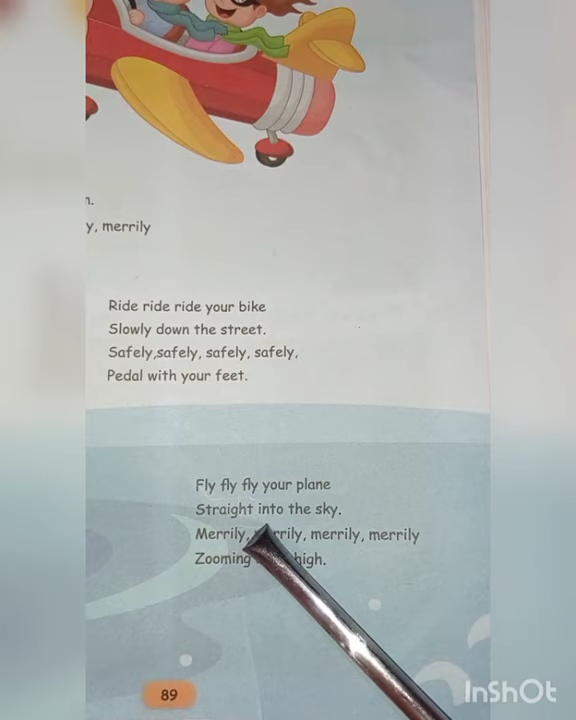 n.
y, merrily
Ride ride ride your bike
Slowly down the street.
Safely,safely, safely, safely,
Pedal with your feet.
Fly fly fly your plane
Straight into the sky.
Merrily, merrily, merrily, merrily
Zooming high.
89
InShOt